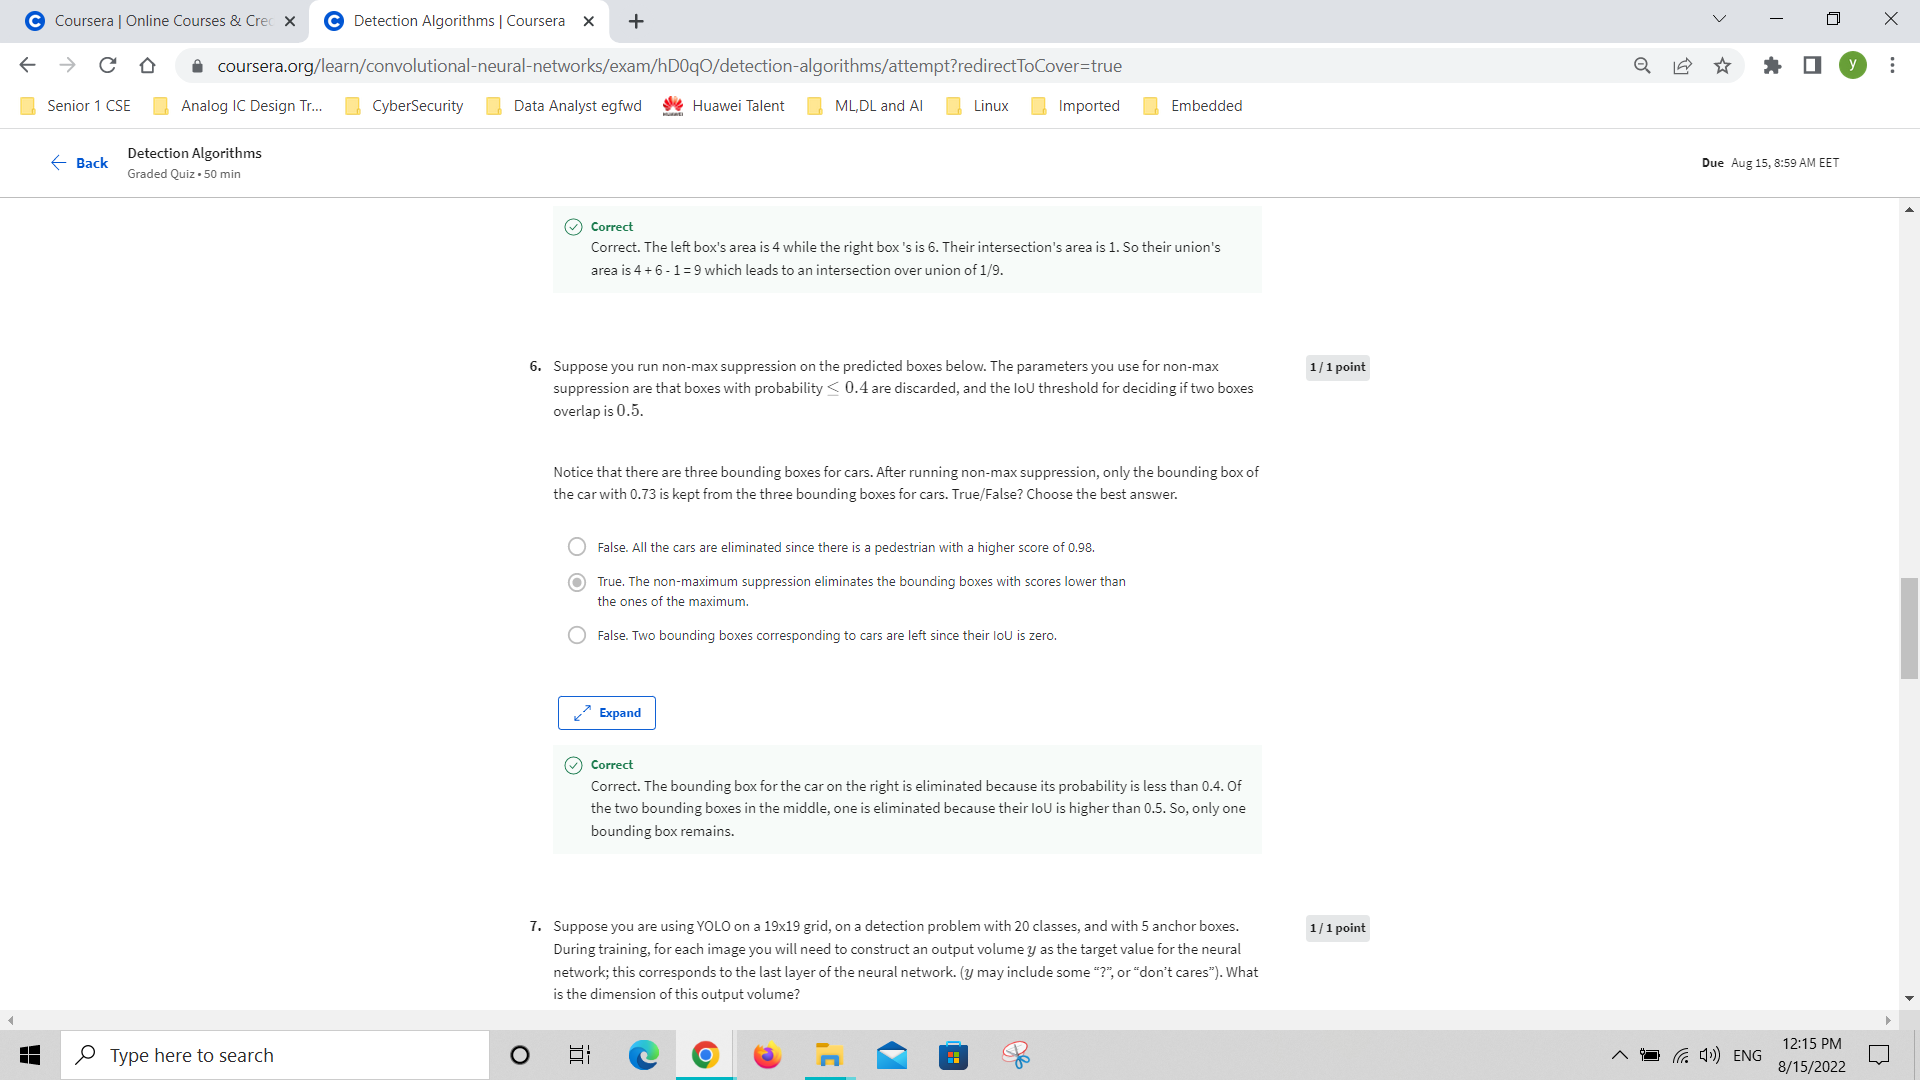 Coursera | Online Courses & Cre
Detection Algorithms | Coursera
coursera.org/learn/convolutional-neural-networks/exam/hD0qO/detection-algorithms/attempt?redirectToCover=true
y
Senior 1 CSE
Analog IC Design Tr...
CyberSecurity
Data Analyst egfwd
Huawei Talent
ML,DL and AI
Linux
Imported
Embedded
Back
Detection Algorithms
Graded Quiz • 50 min
Due Aug 15, 8:59 AM EET
Correct
Correct. The left box's area is 4 while the right box 's is 6. Their intersection's area is 1. So their union's
area is 4 + 6 - 1 = 9 which leads to an intersection over union of 1/9.
6. Suppose you run non-max suppression on the predicted boxes below. The parameters you use for non-max
suppression are that boxes with probability ≤ 0.4 are discarded, and the IoU threshold for deciding if two boxes
overlap is 0.5.
1 / 1 point
Notice that there are three bounding boxes for cars. After running non-max suppression, only the bounding box of
the car with 0.73 is kept from the three bounding boxes for cars. True/False? Choose the best answer.
False. All the cars are eliminated since there is a pedestrian with a higher score of 0.98.
True. The non-maximum suppression eliminates the bounding boxes with scores lower than
the ones of the maximum.
False. Two bounding boxes corresponding to cars are left since their IoU is zero.
Expand
Correct
Correct. The bounding box for the car on the right is eliminated because its probability is less than 0.4. Of
the two bounding boxes in the middle, one is eliminated because their IoU is higher than 0.5. So, only one
bounding box remains.
7. Suppose you are using YOLO on a 19x19 grid, on a detection problem with 20 classes, and with 5 anchor boxes.
During training, for each image you will need to construct an output volume y as the target value for the neural
network; this corresponds to the last layer of the neural network. (y may include some “?”, or “don’t cares”). What
is the dimension of this output volume?
1 / 1 point
Type here to search
ENG
12:15 PM
8/15/2022